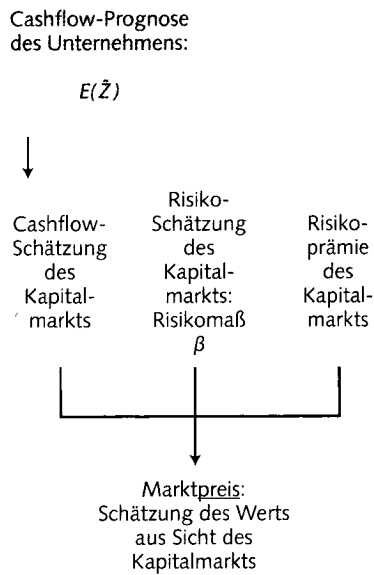 Cashflow-Prognose
des Unternehmens:
E(Z̃)
Cashflow-
Schätzung
des
Kapital-
markts
Risiko-
Schätzung
des
Kapital-
markts:
Risikomaß
β
Risiko-
prämie
des
Kapital-
markts
Marktpreis:
Schätzung des Werts
aus Sicht des
Kapitalmarkts